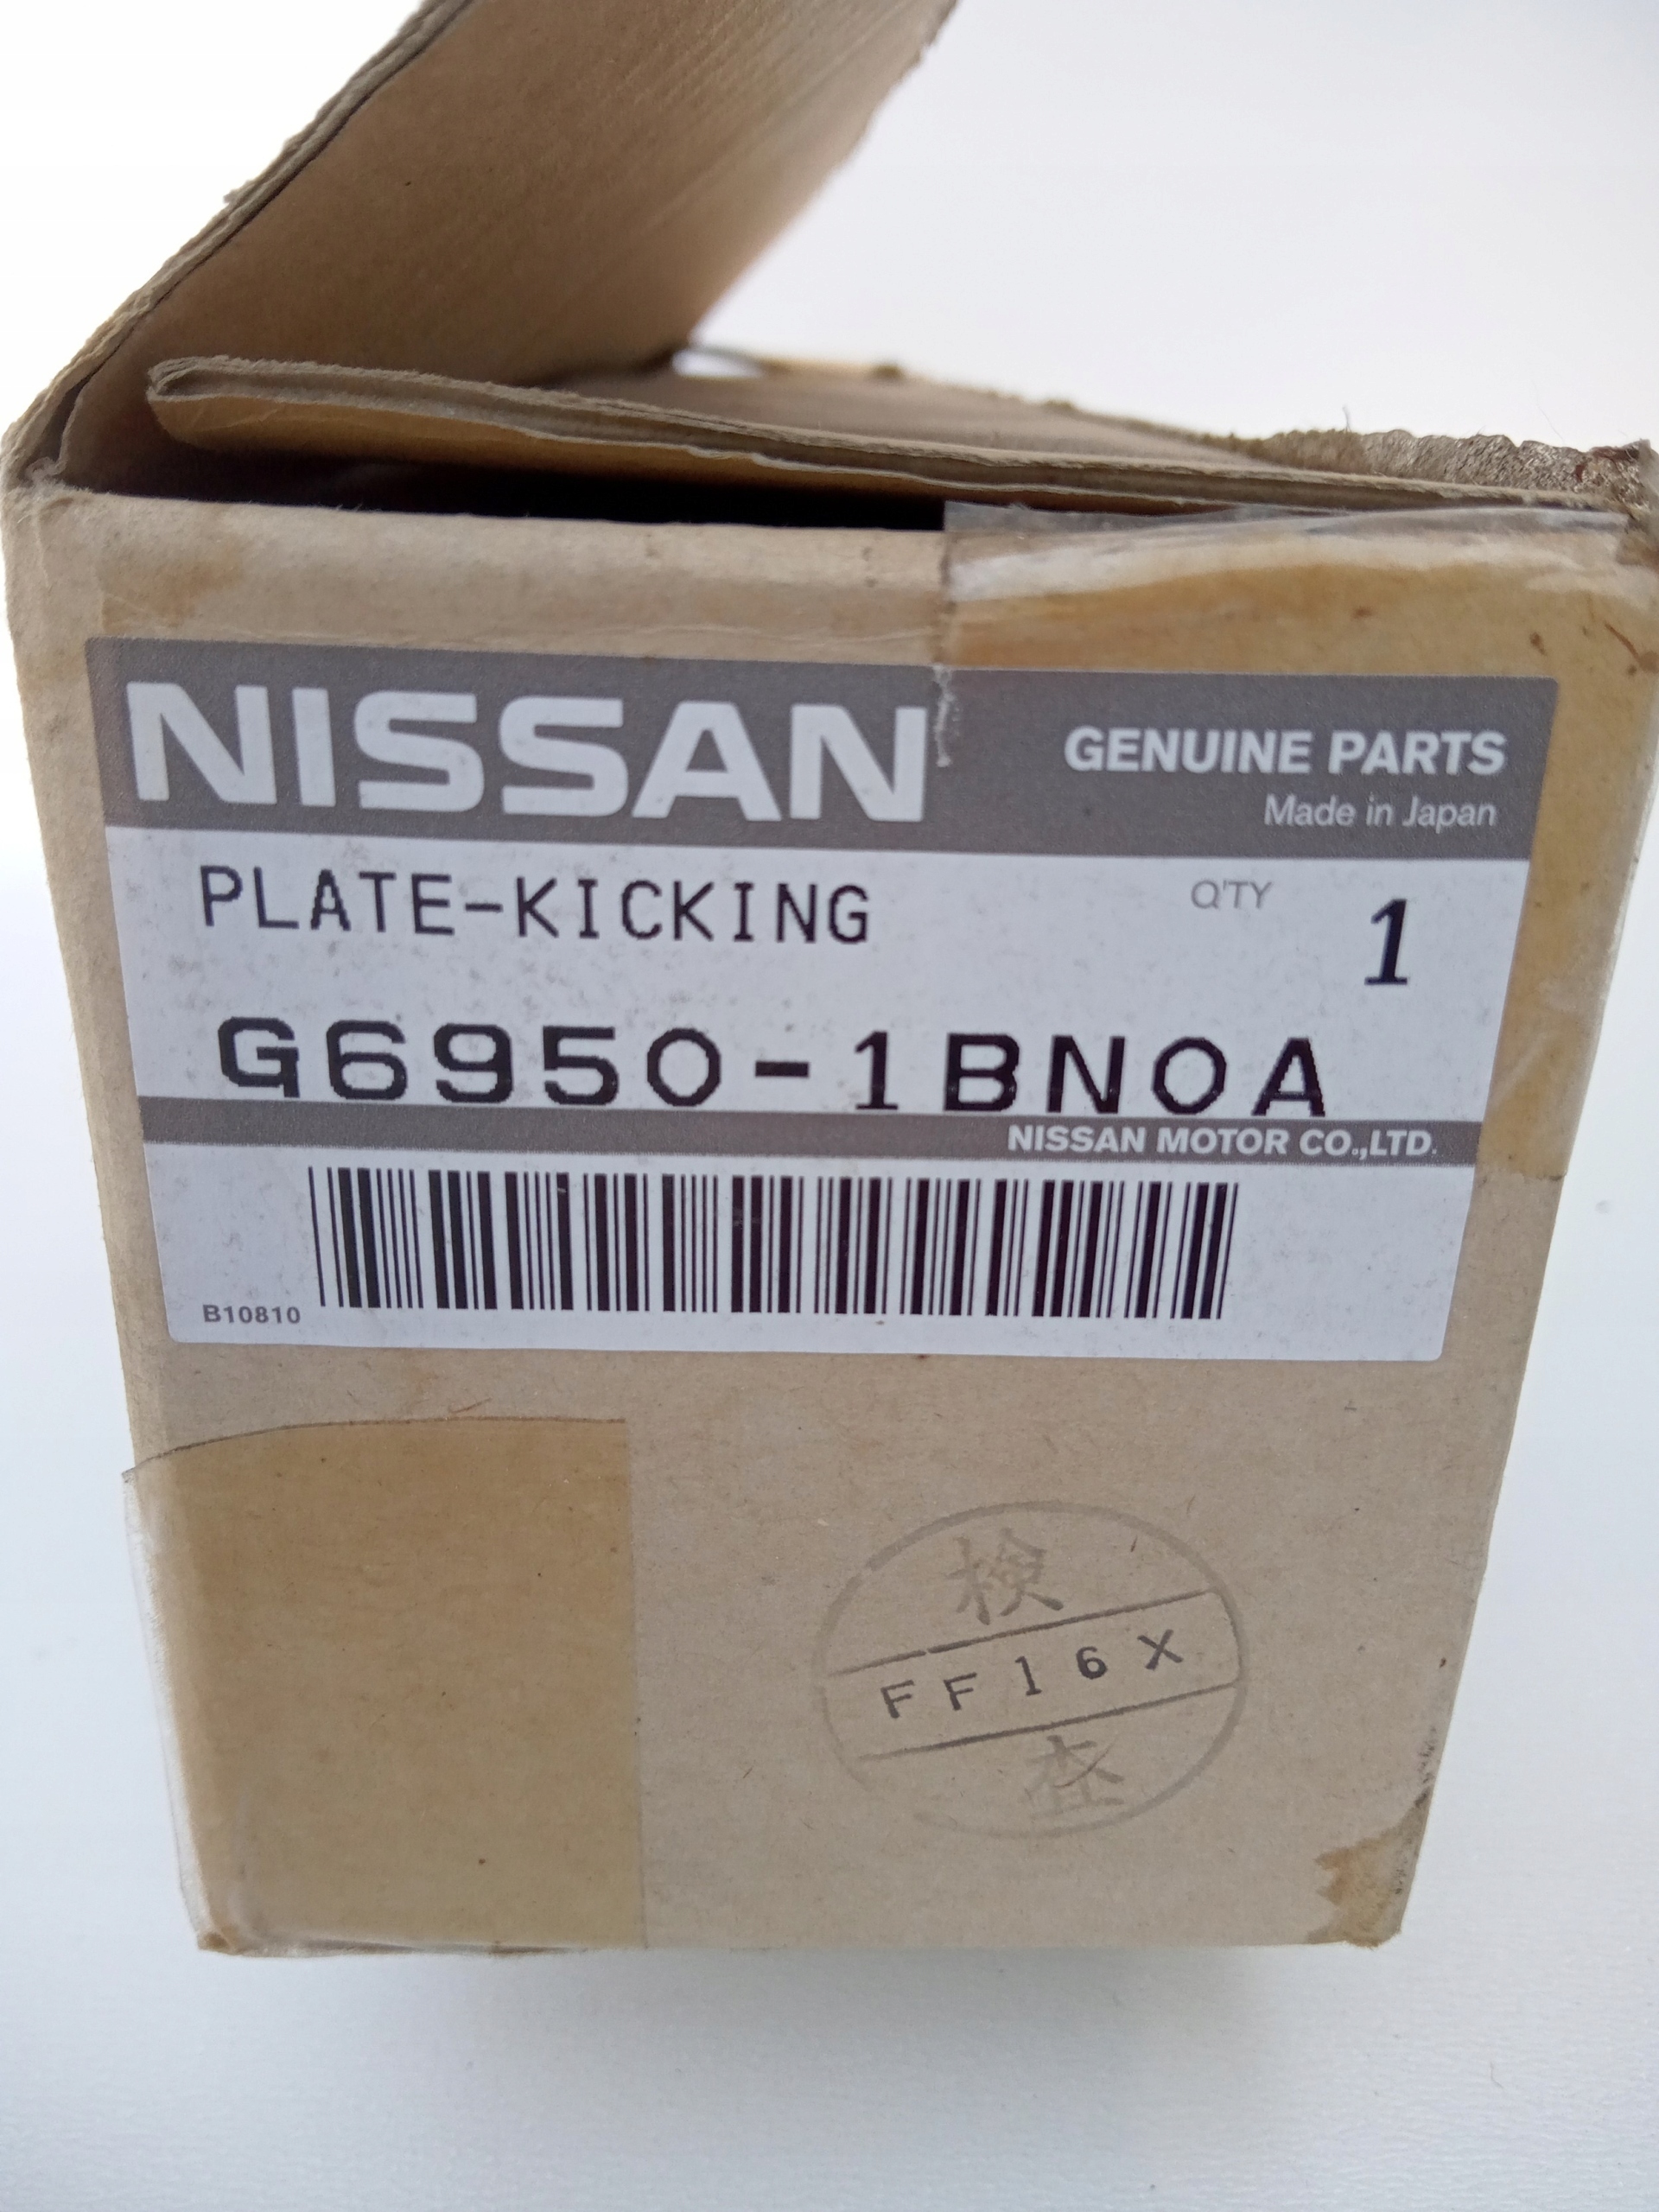 NISSAN
GENUINE PARTS
Made in Japan
PLATE-KICKING
Q'TY 1
G6950-1BN0A
NISSAN MOTOR CO.,LTD.
B10810
検
FF16X
査